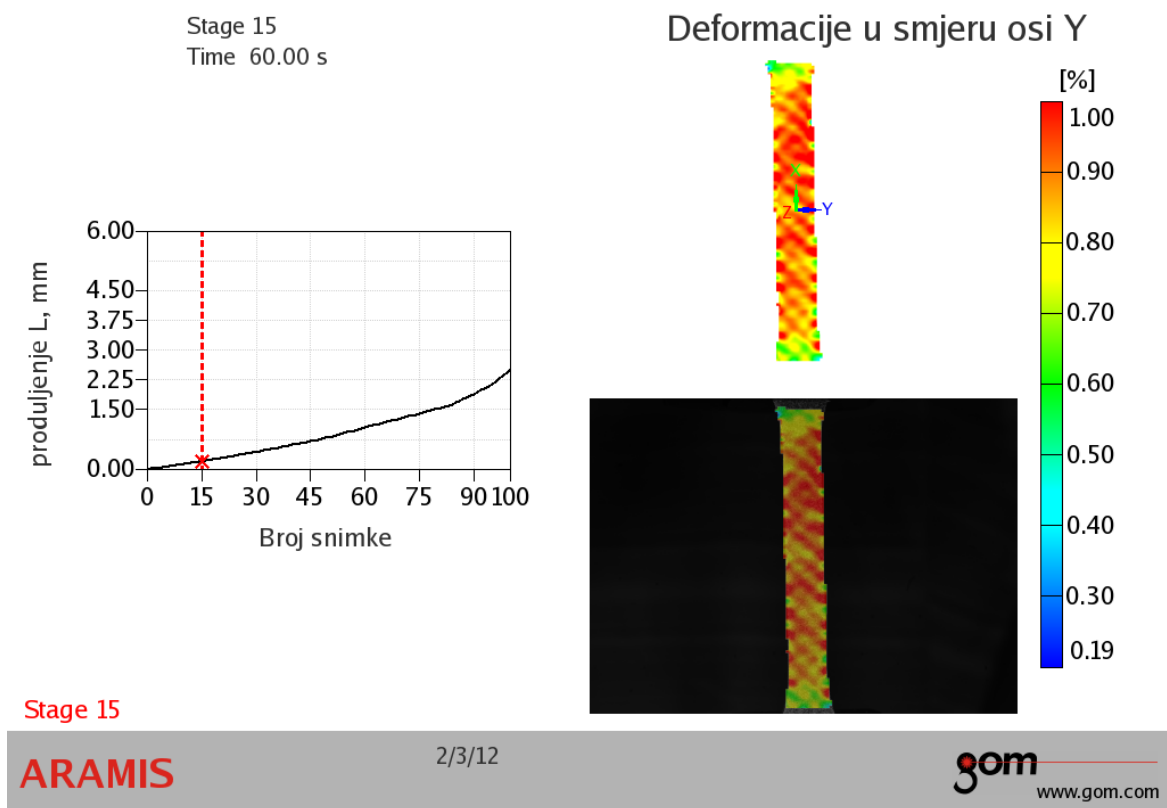 Stage 15
Time 60.00 s
Deformacije u smjeru osi Y
[%]
1.00
0.90
0.80
0.70
0.60
0.50
0.40
0.30
0.19
X
Z
Y
produljenje L, mm
6.00
4.50
3.75
3.00
2.25
1.50
0.00
0 15 30 45 60 75 90 100
Broj snimke
Stage 15
ARAMIS
2/3/12
gom
www.gom.com